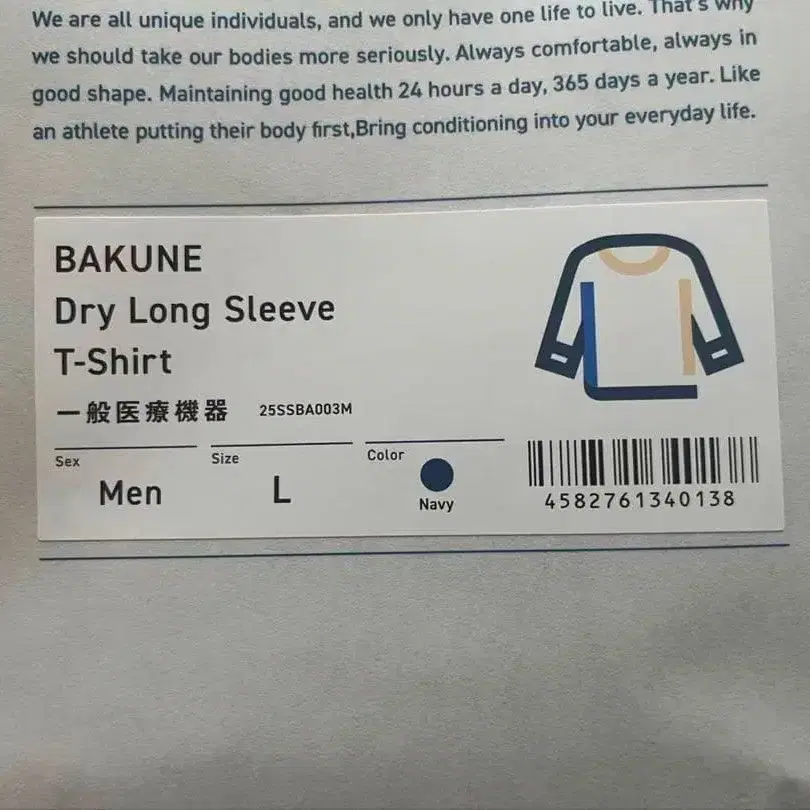 We are all unique individuals, and we only have one life to live. That's why
we should take our bodies more seriously. Always comfortable, always in
good shape. Maintaining good health 24 hours a day, 365 days a year. Like
an athlete putting their body first,Bring conditioning into your everyday life.
BAKUNE
Dry Long Sleeve
T-Shirt
一般医療機器 25SSBA003M
Sex Size Color
Men L Navy
4582761340138